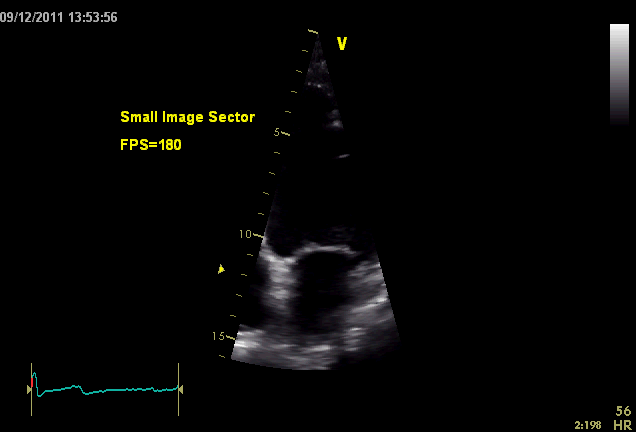 09/12/2011 13:53:56
V
Small Image Sector
FPS=180
5
10
15
56
2:198 HR